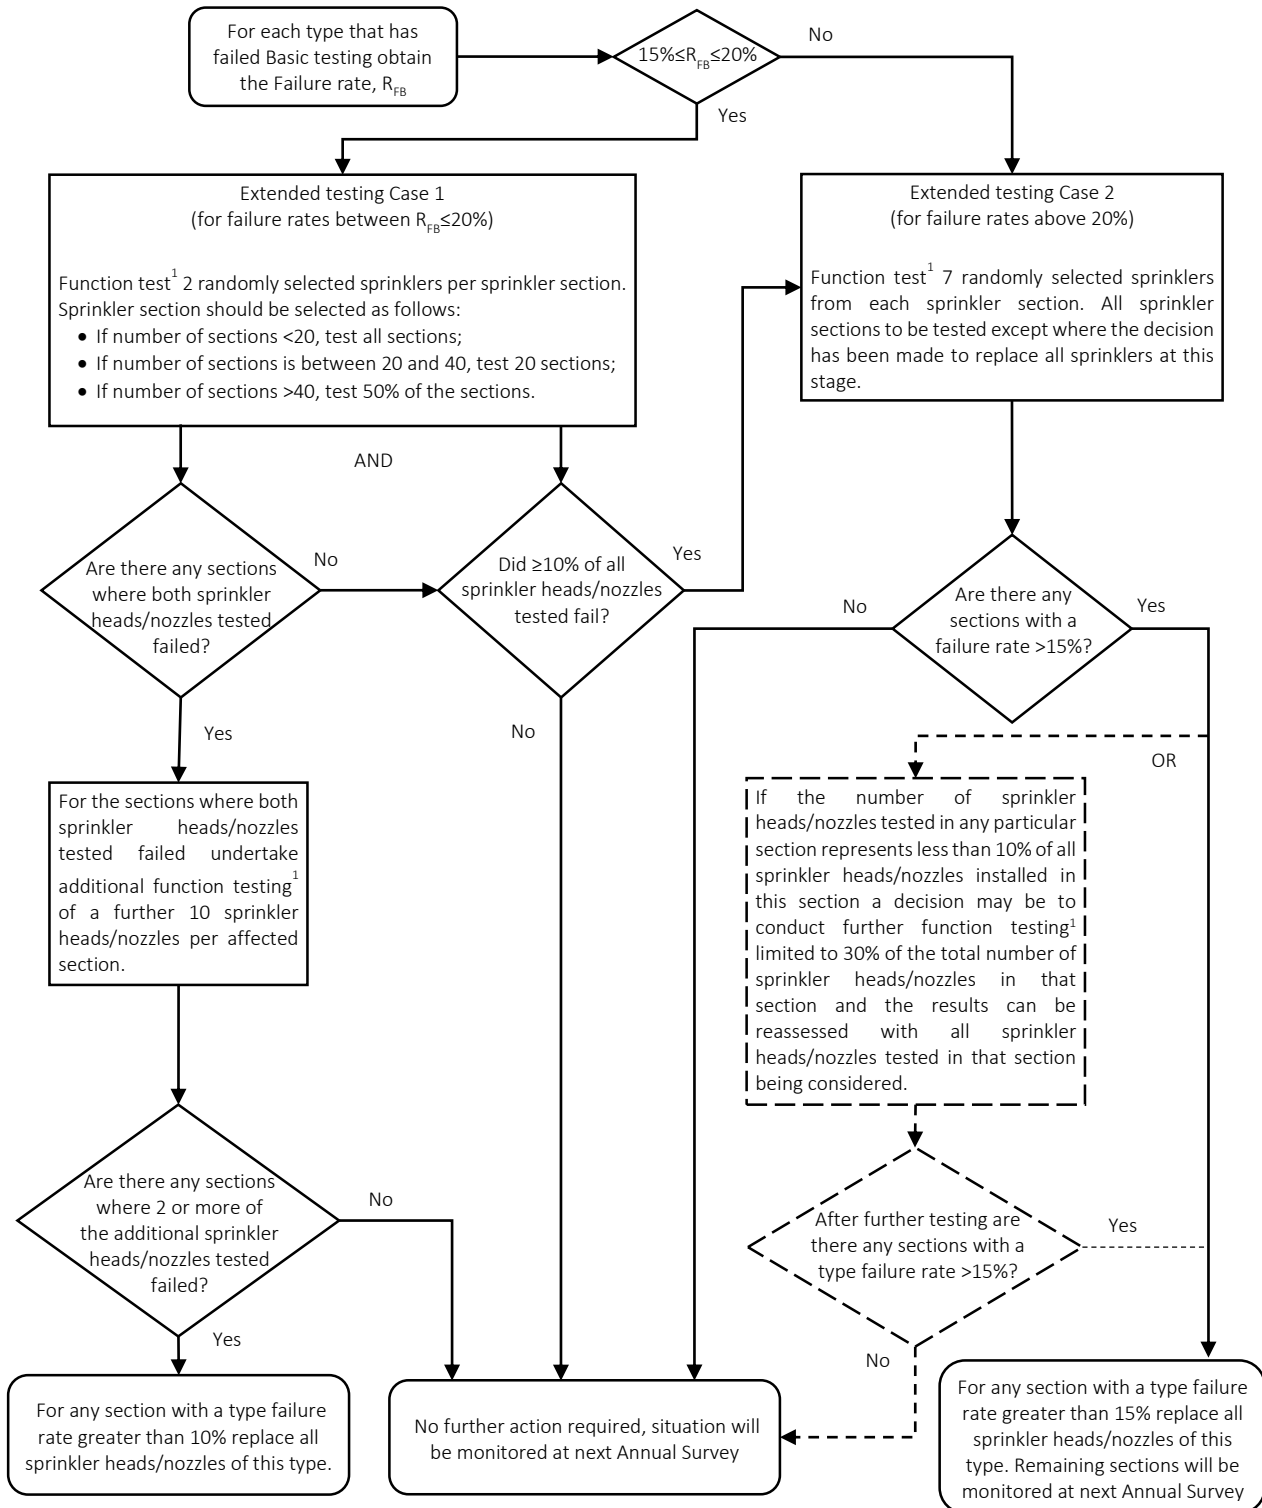 For each type that has
failed Basic testing obtain
the Failure rate, R_FB
15%≤R_FB≤20%
No
Yes
Extended testing Case 1
(for failure rates between R_FB≤20%)
Function test¹ 2 randomly selected sprinklers per sprinkler section.
Sprinkler section should be selected as follows:
• If number of sections <20, test all sections;
• If number of sections is between 20 and 40, test 20 sections;
• If number of sections >40, test 50% of the sections.
Extended testing Case 2
(for failure rates above 20%)
Function test¹ 7 randomly selected sprinklers
from each sprinkler section. All sprinkler
sections to be tested except where the decision
has been made to replace all sprinklers at this
stage.
AND
Are there any sections
where both sprinkler
heads/nozzles tested
failed?
No
Did ≥10% of all
sprinkler heads/nozzles
tested fail?
Yes
No
Are there any
sections with a
failure rate >15%?
Yes
Yes
No
OR
For the sections where both
sprinkler heads/nozzles
tested failed undertake
additional function testing¹
of a further 10 sprinkler
heads/nozzles per affected
section.
If the number of sprinkler
heads/nozzles tested in any particular
section represents less than 10% of all
sprinkler heads/nozzles installed in
this section a decision may be to
conduct further function testing¹
limited to 30% of the total number of
sprinkler heads/nozzles in that
section and the results can be
reassessed with all sprinkler
heads/nozzles tested in that section
being considered.
Are there any sections
where 2 or more of
the additional sprinkler
heads/nozzles tested
failed?
No
Yes
After further testing are
there any sections with a
type failure rate >15%?
Yes
No
For any section with a type failure
rate greater than 10% replace all
sprinkler heads/nozzles of this type.
No further action required, situation will
be monitored at next Annual Survey
For any section with a type failure
rate greater than 15% replace all
sprinkler heads/nozzles of this
type. Remaining sections will be
monitored at next Annual Survey